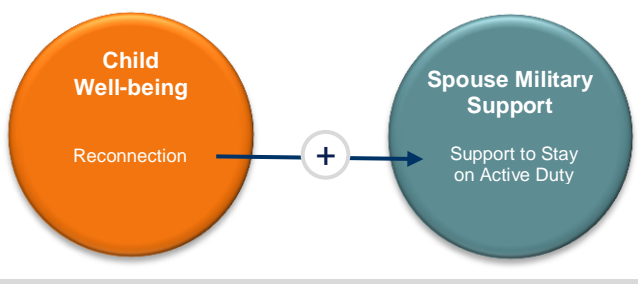 Child
Well-being
Reconnection
+
Spouse Military
Support
Support to Stay
on Active Duty